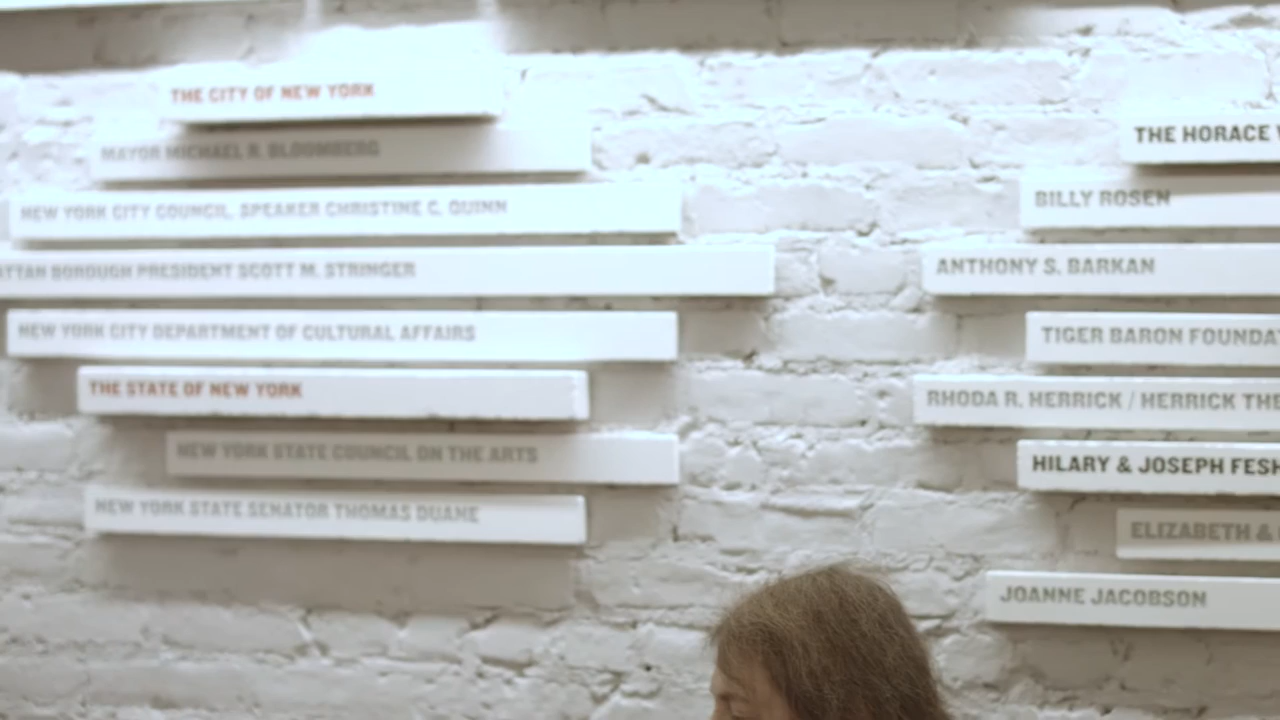 THE CITY OF NEW YORK
MAYOR MICHAEL R. BLOOMBERG
NEW YORK CITY COUNCIL, SPEAKER CHRISTINE C. QUINN
BOROUGH PRESIDENT SCOTT M. STRINGER
NEW YORK CITY DEPARTMENT OF CULTURAL AFFAIRS
THE STATE OF NEW YORK
NEW YORK STATE COUNCIL ON THE ARTS
NEW YORK STATE SENATOR THOMAS DUANE
THE HORACE
BILLY ROSEN
ANTHONY S. BARKAN
TIGER BARON
RHODA R. HERRICK / HERRICK
HILARY & JOSEPH
ELIZABETH &
JOANNE JACOBSON